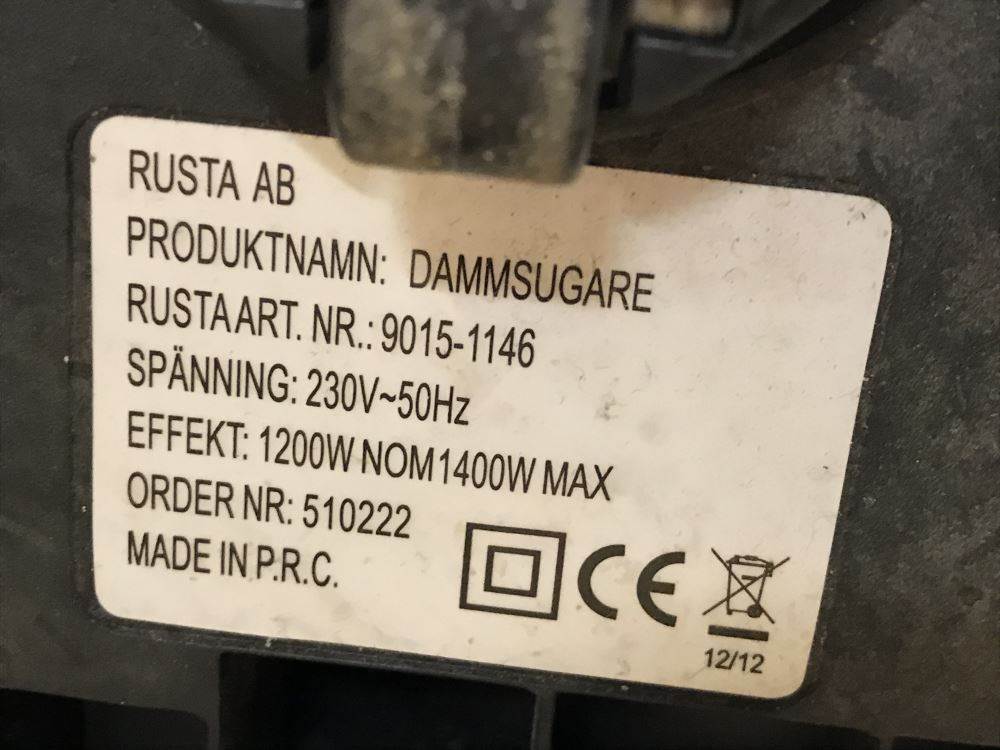 RUSTA AB
PRODUKTNAMN: DAMMSUGARE
RUSTA ART. NR.: 9015-1146
SPÄNNING: 230V~50Hz
EFFEKT: 1200W NOM 1400W MAX
ORDER NR: 510222
MADE IN P.R.C.
CE
12/12